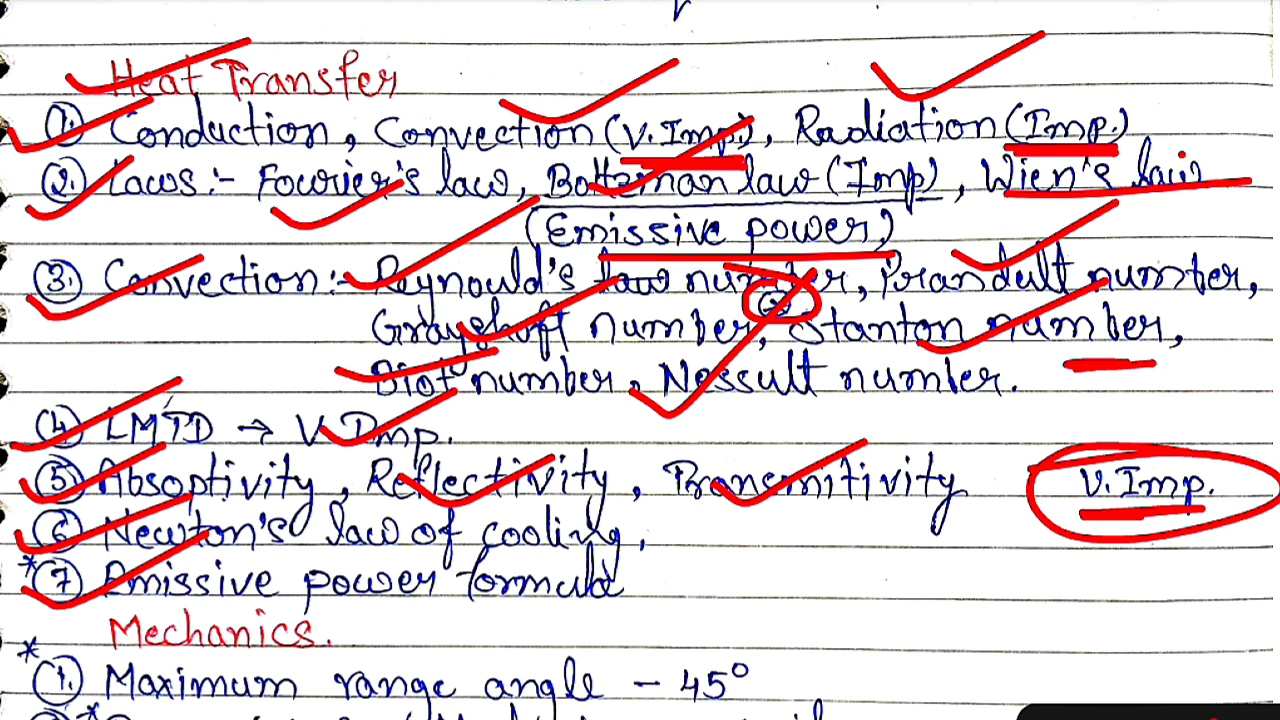 Heat Transfer
① Conduction, Convection (V.Imp.), Radiation (Imp.)
② Laws:- Fourier's law, Boltzman law (Imp), Wien's law
(Emissive power)
③ Convection:- Reynould's law number, Prandult number,
Grayshoft number, Stanton number,
Biot number, Nessult number.
④ LMTD → V Imp.
⑤ Absoptivity, Reflectivity, Transmitivity V.Imp.
⑥ Newton's law of cooling,
*⑦ Emissive power formula
Mechanics.
* ①. Maximum range angle - 45°